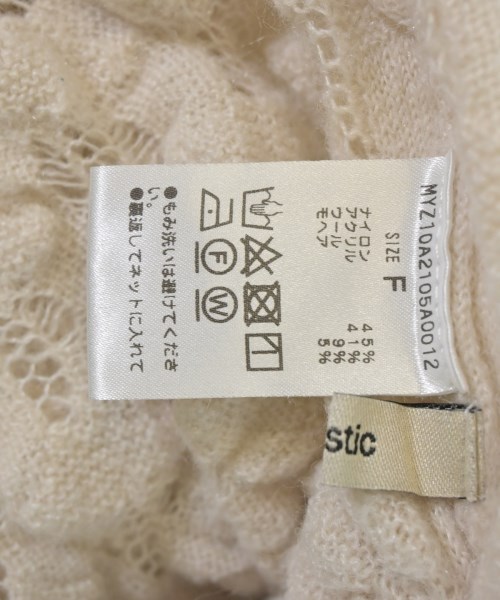 MYZ10A2105A0012
SIZE F
ナイロン 45%
アクリル 41%
ウール 9%
モヘア 5%
F W
●もみ洗いは避けてくださ
い。
●裏返してネットに入れて
stic